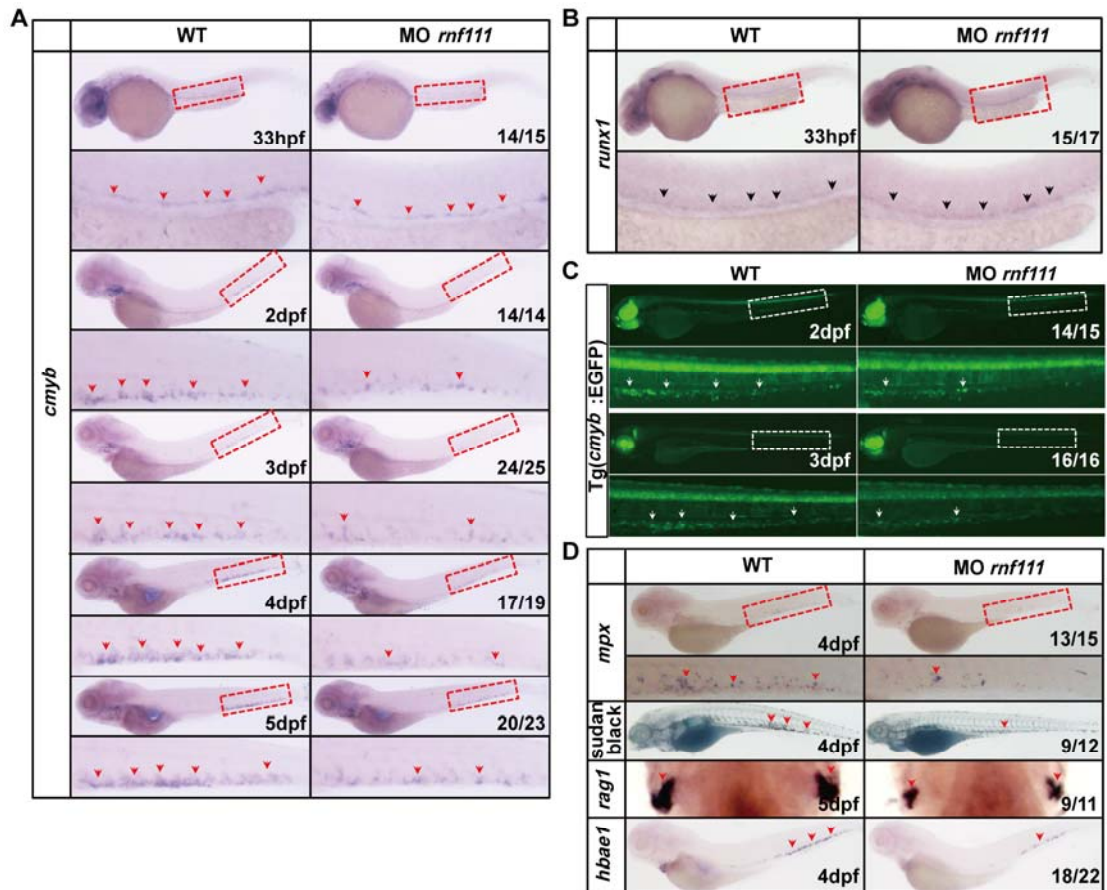 A
WT MO rnf111
cmyb
33hpf 14/15
2dpf 14/14
3dpf 24/25
4dpf 17/19
5dpf 20/23
B
WT MO rnf111
runx1
33hpf 15/17
C
WT MO rnf111
Tg(cmyb:EGFP)
2dpf 14/15
3dpf 16/16
D
WT MO rnf111
mpx
4dpf 13/15
sudan
black
4dpf 9/12
rag1
5dpf 9/11
hbae1
4dpf 18/22